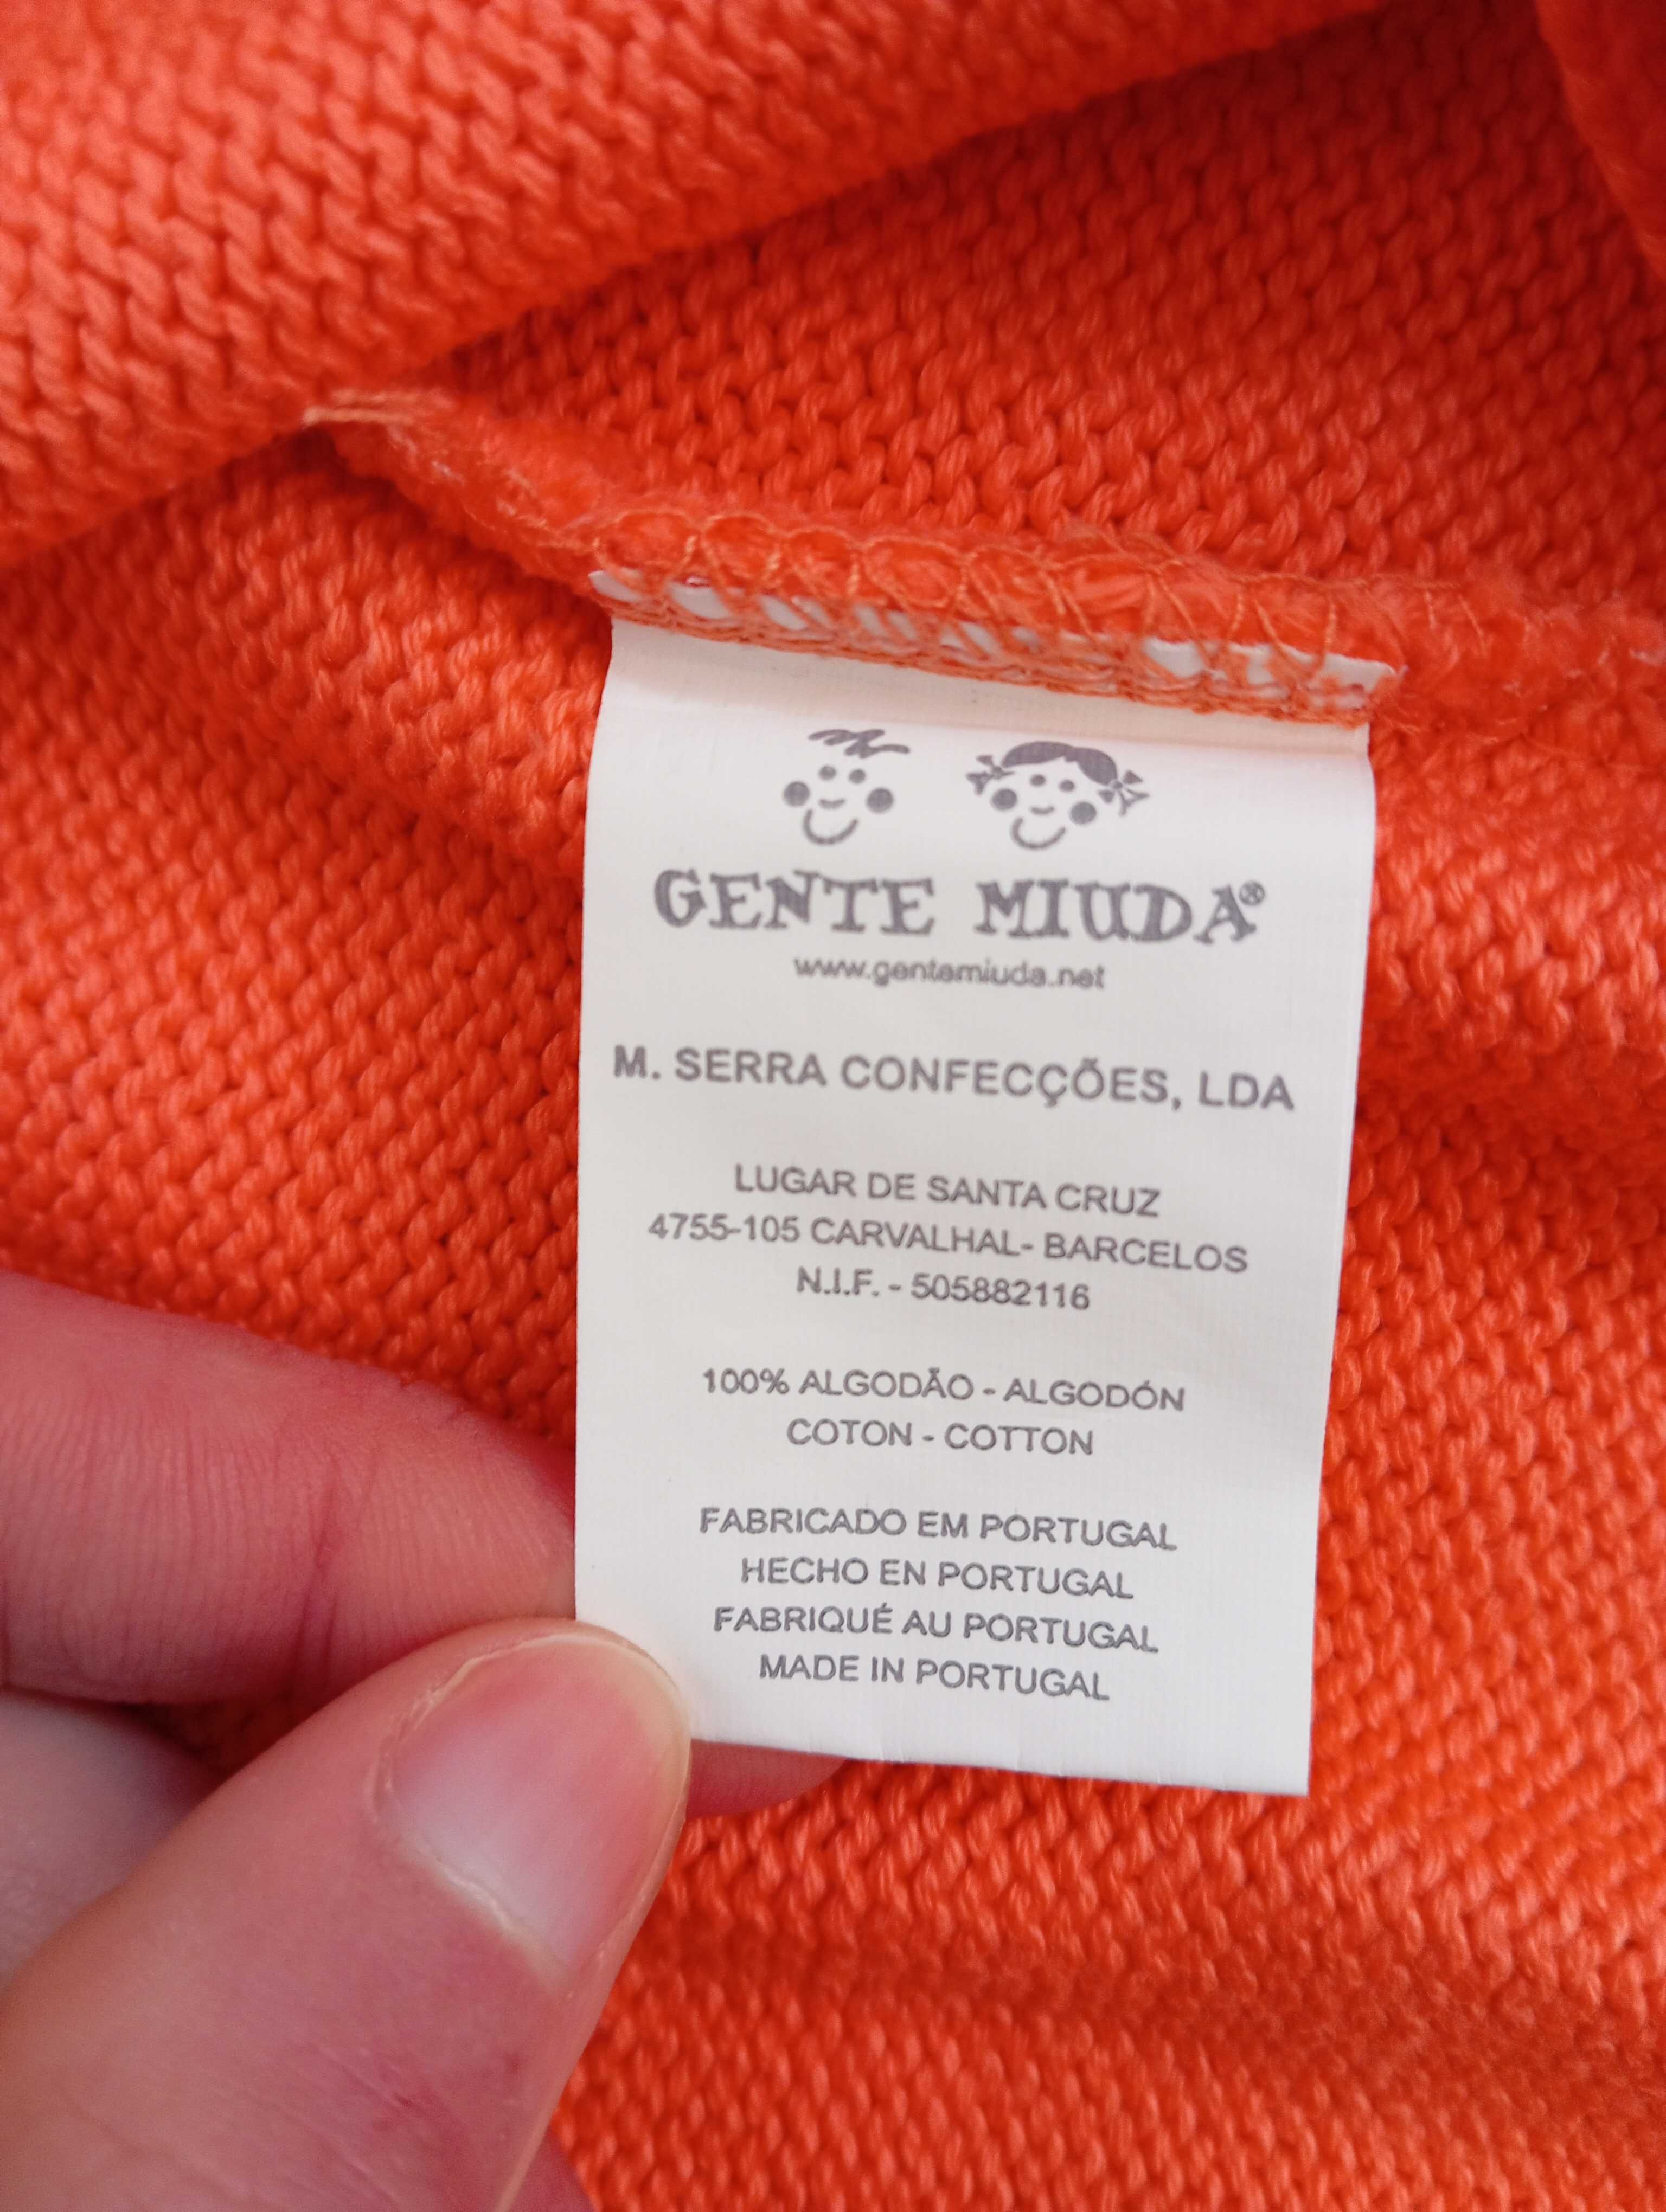 GENTE MIUDA®
www.gentemiuda.net
M. SERRA CONFECÇÕES, LDA
LUGAR DE SANTA CRUZ
4755-105 CARVALHAL- BARCELOS
N.I.F. - 505882116
100% ALGODÃO - ALGODÓN
COTON - COTTON
FABRICADO EM PORTUGAL
HECHO EN PORTUGAL
FABRIQUÉ AU PORTUGAL
MADE IN PORTUGAL